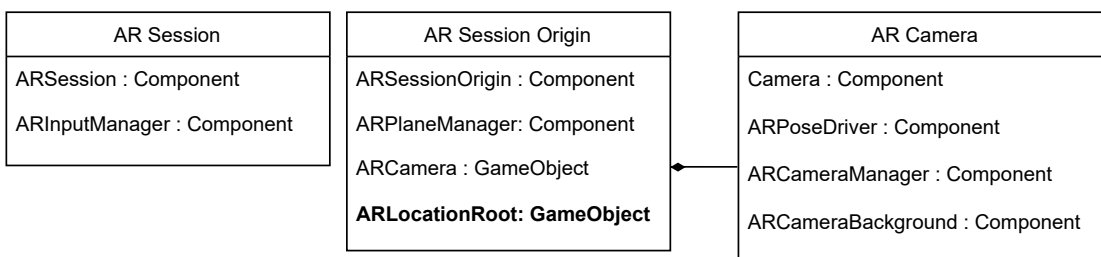 AR Session
ARSession : Component
ARInputManager : Component
AR Session Origin
ARSessionOrigin : Component
ARPlaneManager: Component
ARCamera : GameObject
ARLocationRoot: GameObject
AR Camera
Camera : Component
ARPoseDriver : Component
ARCameraManager : Component
ARCameraBackground : Component